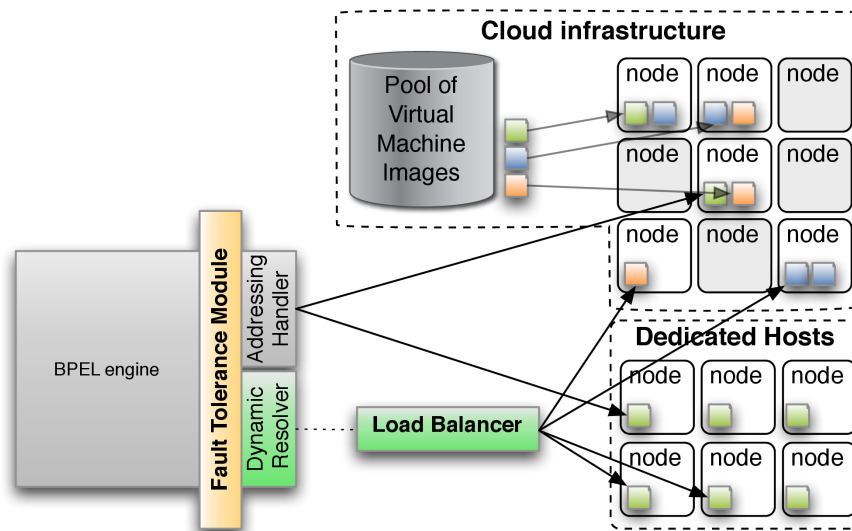 Cloud infrastructure
Pool of
Virtual
Machine
Images
node
node
node
node
node
node
node
node
node
Fault Tolerance Module
Addressing
Handler
BPEL engine
Dynamic
Resolver
Load Balancer
Dedicated Hosts
node
node
node
node
node
node